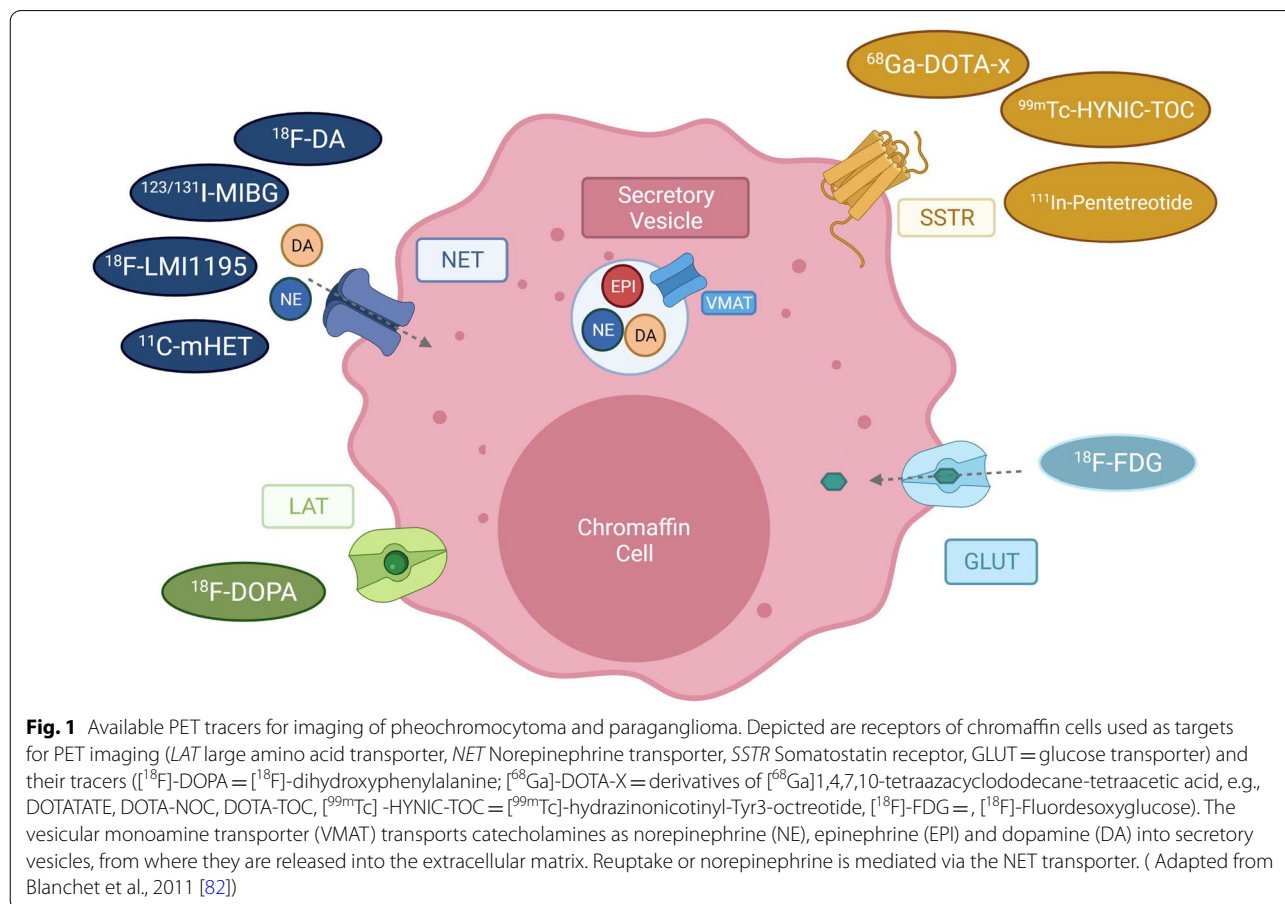 ⁶⁸Ga-DOTA-x
⁹⁹ᵐTc-HYNIC-TOC
¹⁸F-DA
¹²³/¹³¹I-MIBG
Secretory
Vesicle
¹¹¹In-Pentetreotide
SSTR
DA
NET
¹⁸F-LMI1195
EPI
NE
VMAT
NE
DA
¹¹C-mHET
¹⁸F-FDG
LAT
Chromaffin
Cell
GLUT
¹⁸F-DOPA
Fig. 1 Available PET tracers for imaging of pheochromocytoma and paraganglioma. Depicted are receptors of chromaffin cells used as targets
for PET imaging (LAT large amino acid transporter, NET Norepinephrine transporter, SSTR Somatostatin receptor, GLUT = glucose transporter) and
their tracers ([¹⁸F]-DOPA = [¹⁸F]-dihydroxyphenylalanine; [⁶⁸Ga]-DOTA-X = derivatives of [⁶⁸Ga]1,4,7,10-tetraazacyclododecane-tetraacetic acid, e.g.,
DOTATATE, DOTA-NOC, DOTA-TOC, [⁹⁹ᵐTc] -HYNIC-TOC = [⁹⁹ᵐTc]-hydrazinonicotinyl-Tyr3-octreotide, [¹⁸F]-FDG =, [¹⁸F]-Fluordesoxyglucose). The
vesicular monoamine transporter (VMAT) transports catecholamines as norepinephrine (NE), epinephrine (EPI) and dopamine (DA) into secretory
vesicles, from where they are released into the extracellular matrix. Reuptake or norepinephrine is mediated via the NET transporter. ( Adapted from
Blanchet et al., 2011 [82])